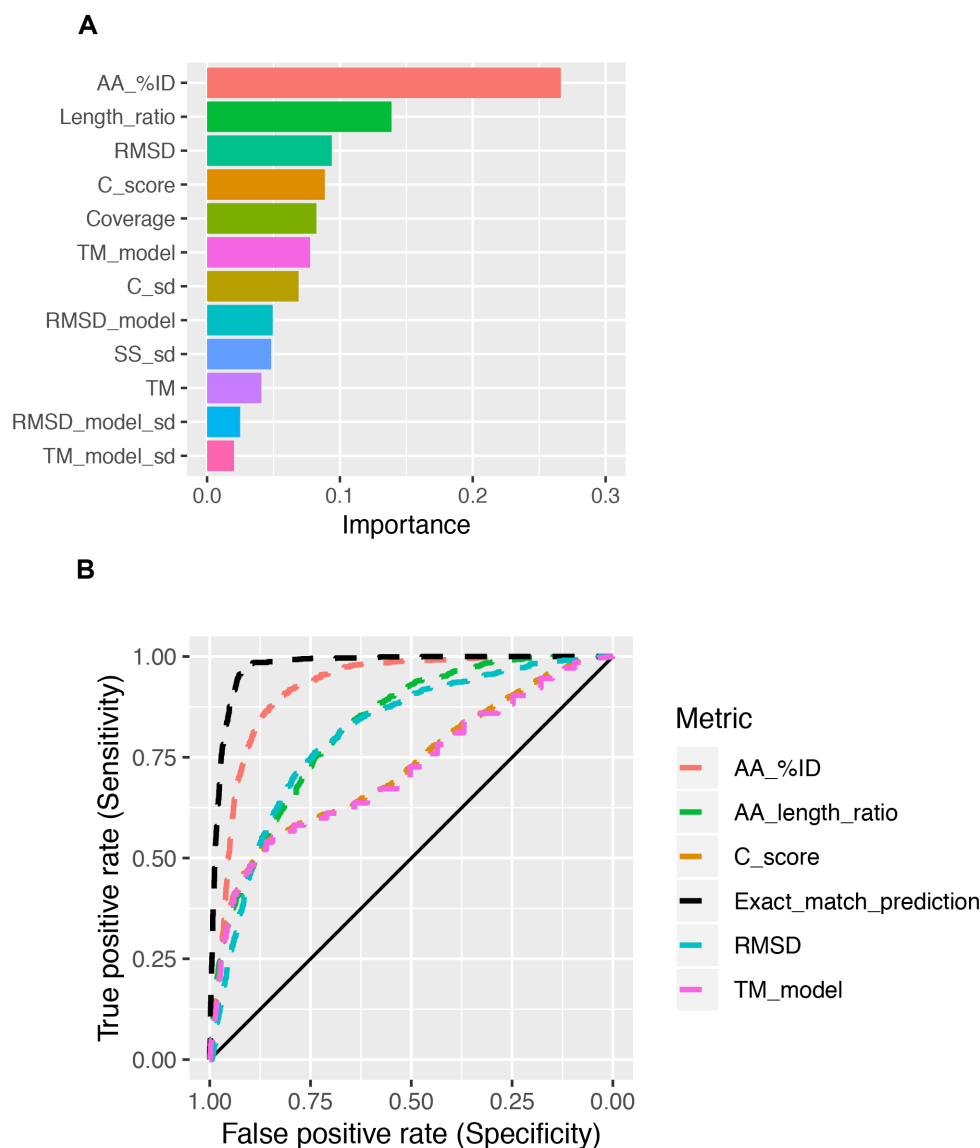 A
AA_%ID
Length_ratio
RMSD
C_score
Coverage
TM_model
C_sd
RMSD_model
SS_sd
TM
RMSD_model_sd
TM_model_sd
0.0 0.1 0.2 0.3
Importance
B
True positive rate (Sensitivity)
1.00
0.75
0.50
0.25
0.00
1.00 0.75 0.50 0.25 0.00
False positive rate (Specificity)
Metric
AA_%ID
AA_length_ratio
C_score
Exact_match_prediction
RMSD
TM_model